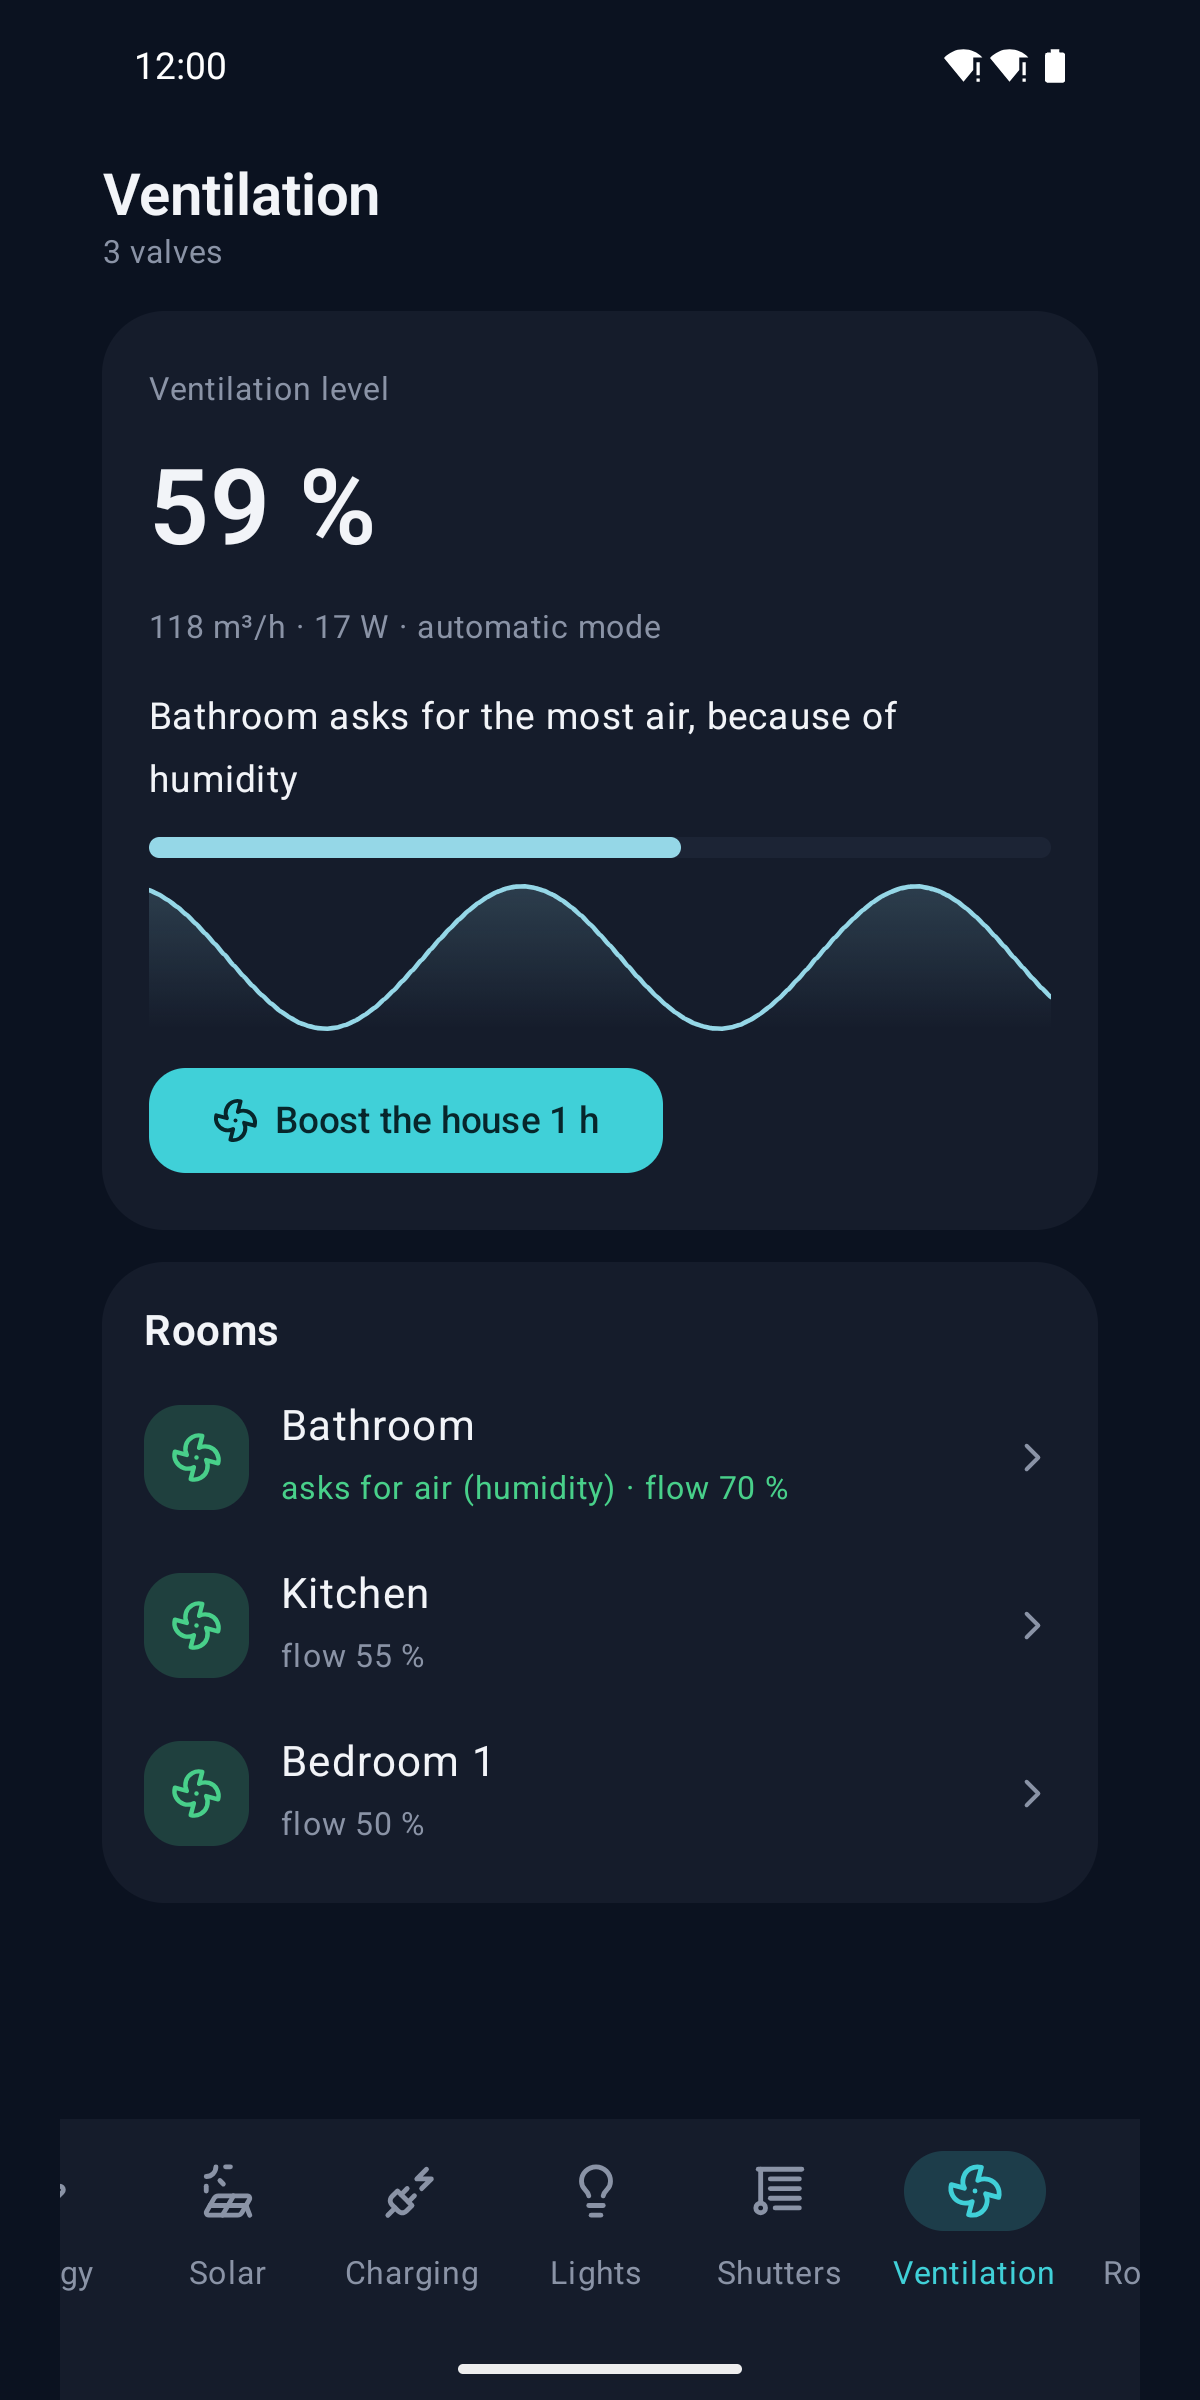 12:00
Ventilation
3 valves
Ventilation level
59 %
118 m³/h · 17 W · automatic mode
Bathroom asks for the most air, because of
humidity
Boost the house 1 h
Rooms
Bathroom
asks for air (humidity) · flow 70 %
Kitchen
flow 55 %
Bedroom 1
flow 50 %
gy
Solar
Charging
Lights
Shutters
Ventilation
Ro